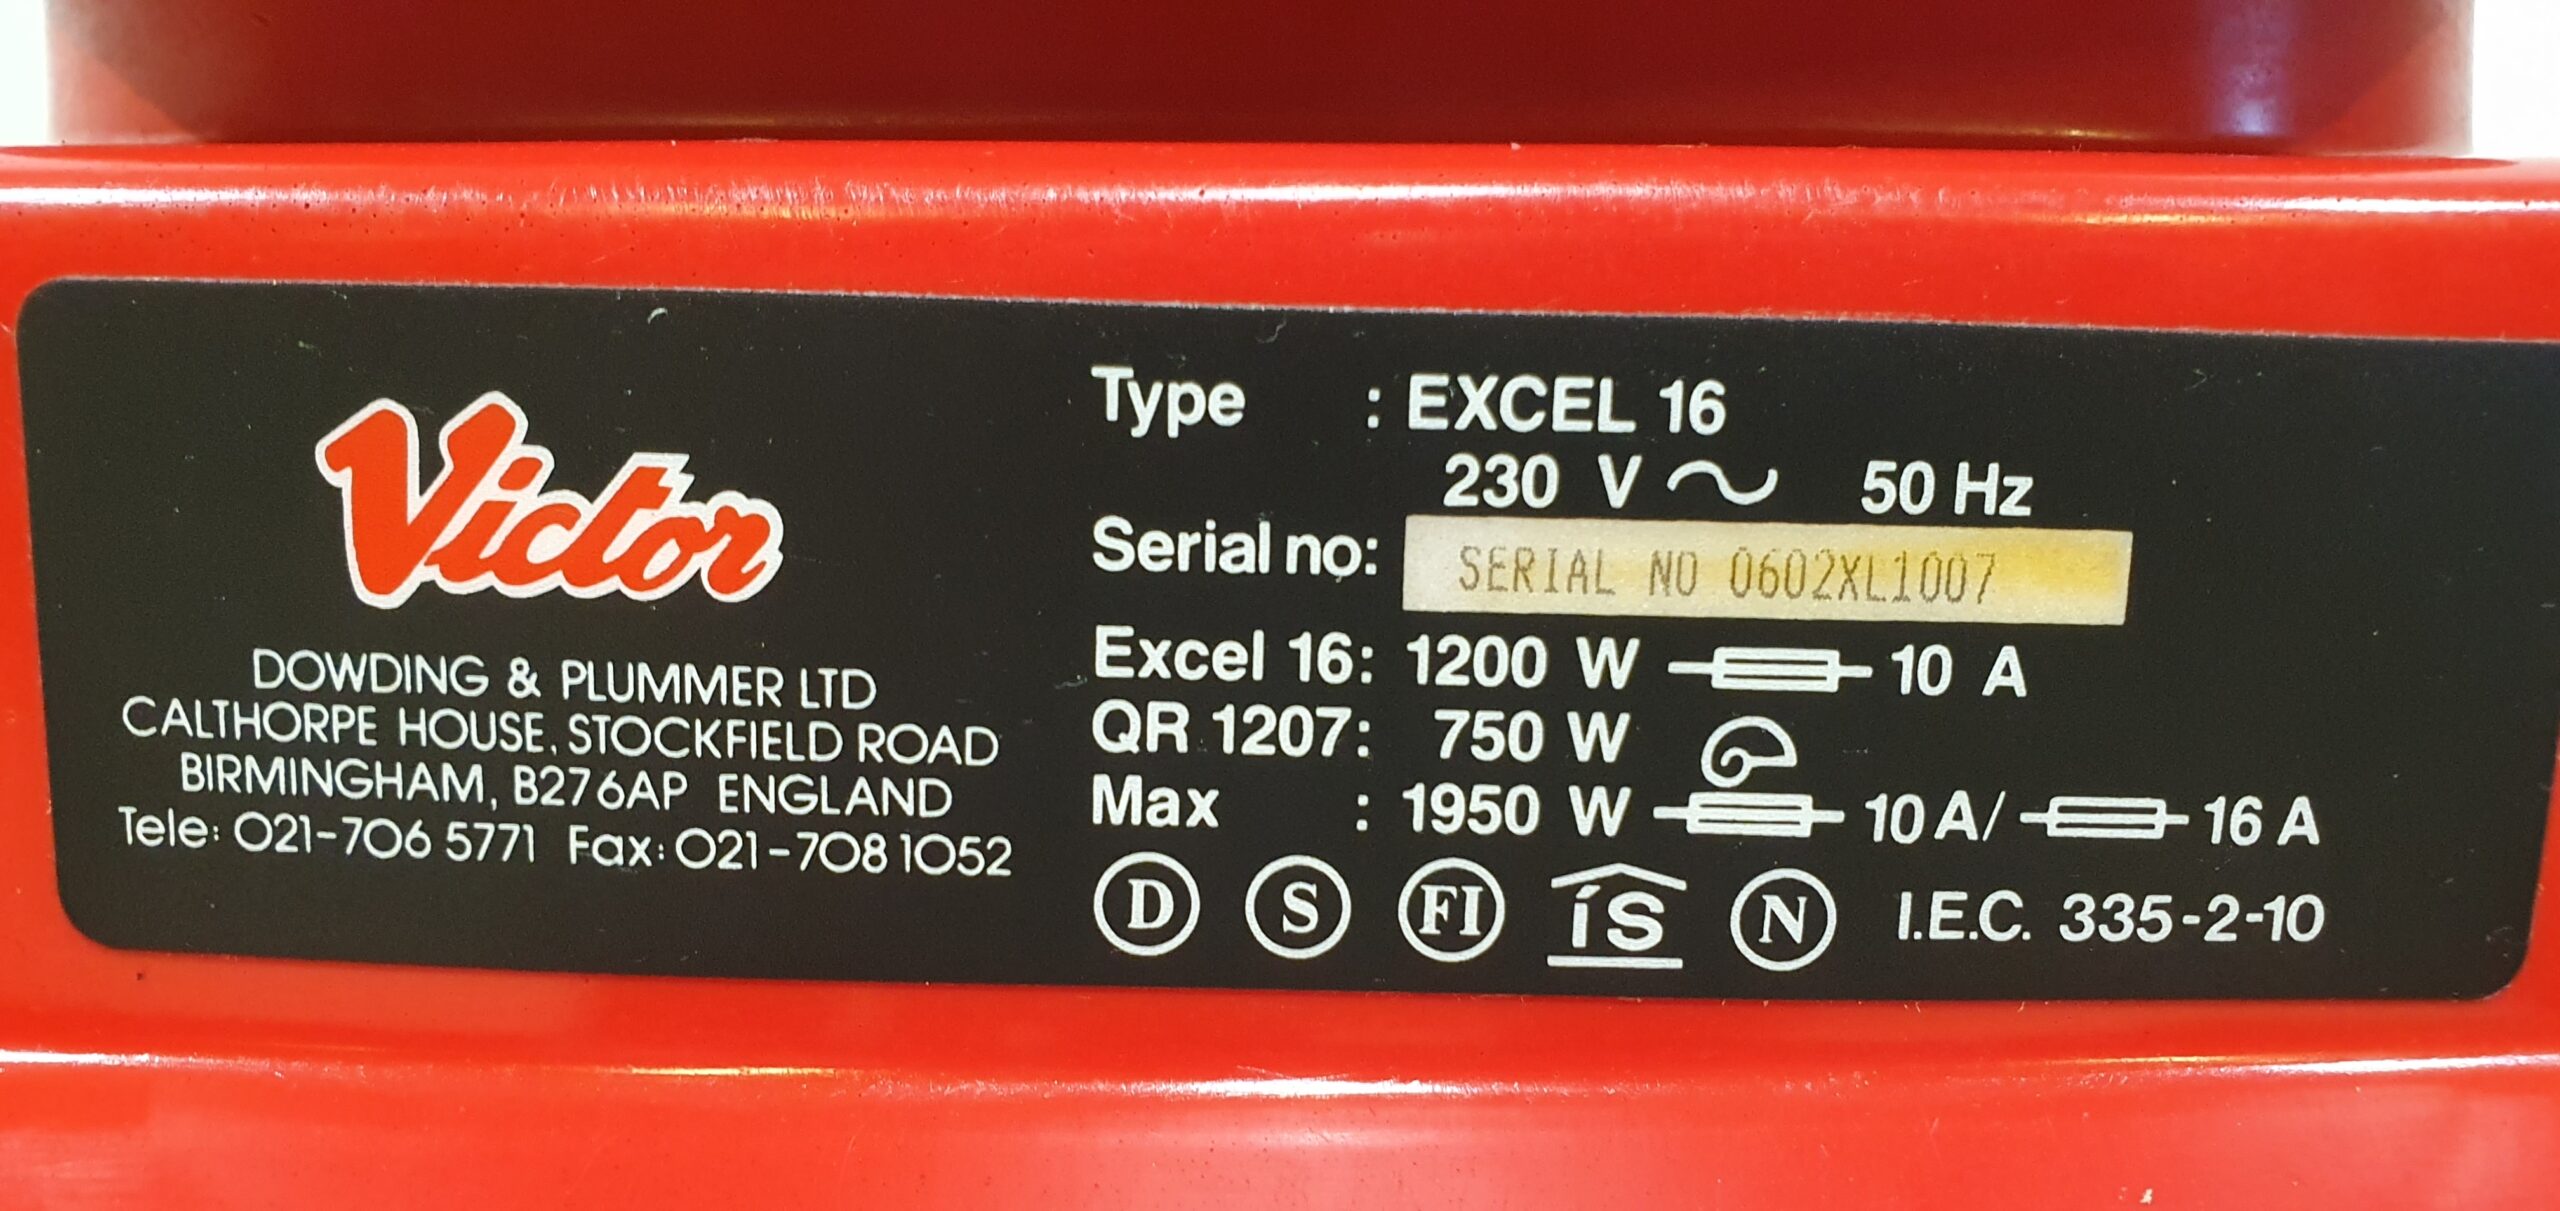 Victor
DOWDING & PLUMMER LTD
CALTHORPE HOUSE, STOCKFIELD ROAD
BIRMINGHAM, B276AP ENGLAND
Tele: 021-706 5771 Fax: 021-708 1052
Type : EXCEL 16
230 V ~ 50 Hz
Serial no: SERIAL NO 0602XL1007
Excel 16: 1200 W 10 A
QR 1207: 750 W
Max : 1950 W 10 A/ 16 A
D S FI íS N I.E.C. 335-2-10